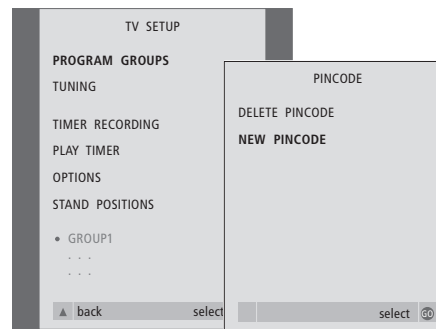 TV SETUP
PROGRAM GROUPS
TUNING
TIMER RECORDING
PLAY TIMER
OPTIONS
STAND POSITIONS
• GROUP1
. . .
. . .
▲ back select
PINCODE
DELETE PINCODE
NEW PINCODE
select GO